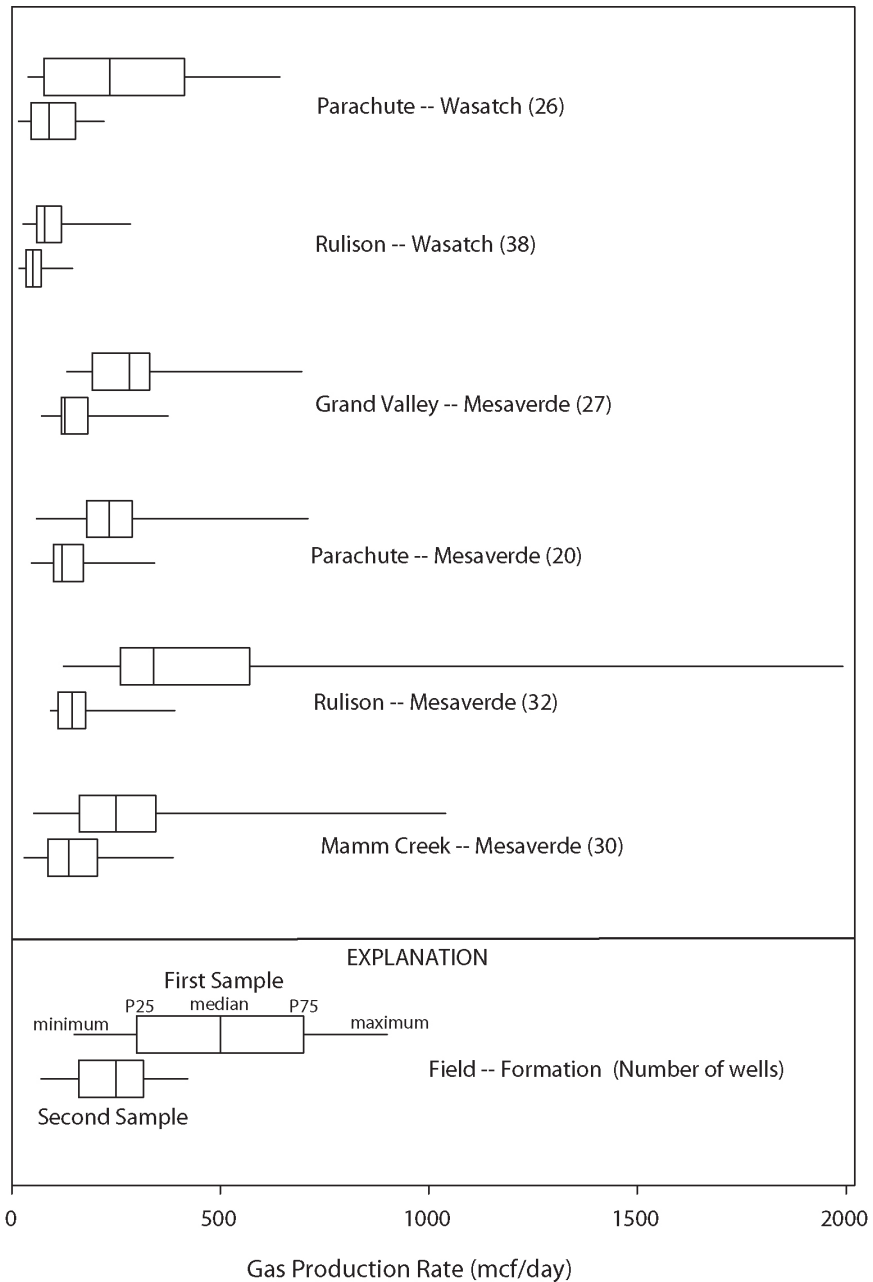 Parachute -- Wasatch (26)
Rulison -- Wasatch (38)
Grand Valley -- Mesaverde (27)
Parachute -- Mesaverde (20)
Rulison -- Mesaverde (32)
Mamm Creek -- Mesaverde (30)
EXPLANATION
First Sample
P25 median P75
minimum maximum
Field -- Formation (Number of wells)
Second Sample
0 500 1000 1500 2000
Gas Production Rate (mcf/day)